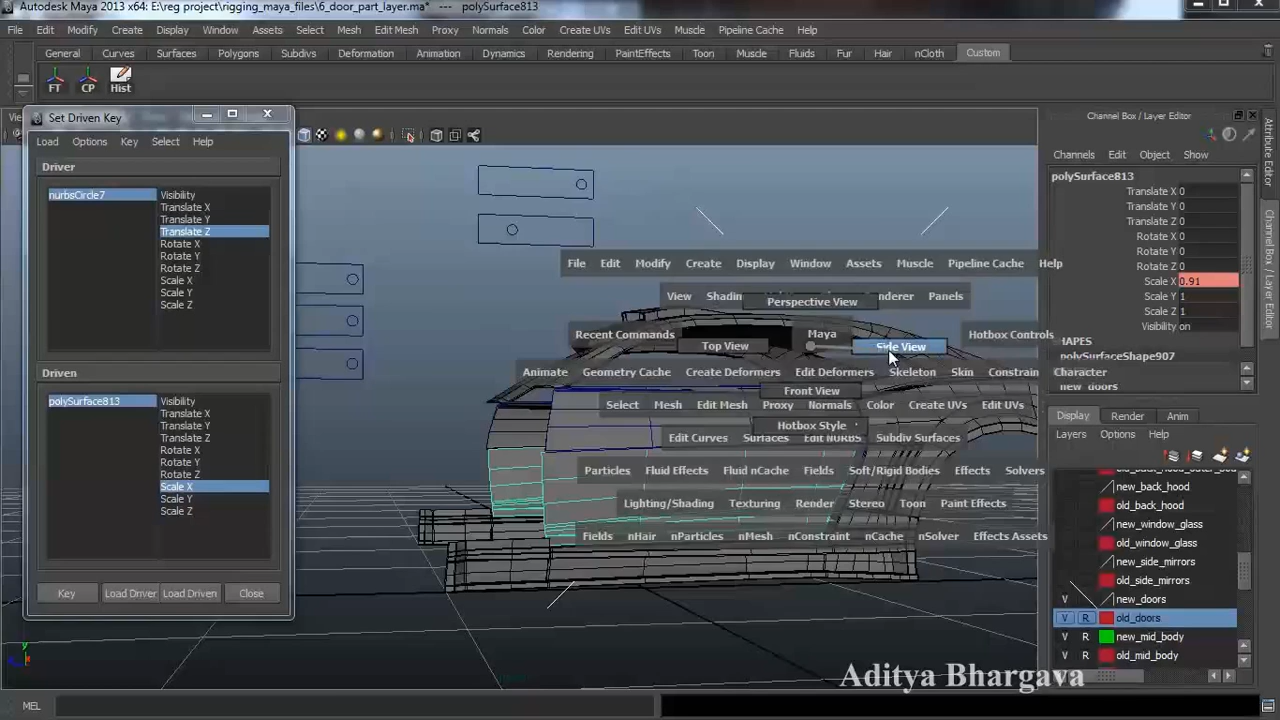 Autodesk Maya 2013 x64: E:\reg project\rigging_maya_files\6_door_part_layer.ma* --- polySurface813
File Edit Modify Create Display Window Assets Select Mesh Edit Mesh Proxy Normals Color Create UVs Edit UVs Muscle Pipeline Cache Help
General Curves Surfaces Polygons Subdivs Deformation Animation Dynamics Rendering PaintEffects Toon Muscle Fluids Fur Hair nCloth Custom
FT CP Hist
Set Driven Key
Load Options Key Select Help
Driver
nurbsCircle7
Visibility
Translate X
Translate Y
Translate Z
Rotate X
Rotate Y
Rotate Z
Scale X
Scale Y
Scale Z
Driven
polySurface813
Visibility
Translate X
Translate Y
Translate Z
Rotate X
Rotate Y
Rotate Z
Scale X
Scale Y
Scale Z
Key Load Driver Load Driven Close
File Edit Modify Create Display Window Assets Muscle Pipeline Cache Help
View Panels
Perspective View
Recent Commands Maya Hotbox Controls
Top View Side View
Animate Geometry Cache Create Deformers Edit Deformers Skeleton Skin Constrain
Front View
Select Mesh Edit Mesh Proxy Normals Color Create UVs Edit UVs
Hotbox Style
Edit Curves Surfaces Edit NURBS Subdiv Surfaces
Particles Fluid Effects Fluid nCache Fields Soft/Rigid Bodies Effects Solvers
Lighting/Shading Texturing Render Stereo Toon Paint Effects
Fields nHair nParticles nMesh nConstraint nCache nSolver Effects Assets
Channel Box / Layer Editor
Channels Edit Object Show
polySurface813
Translate X 0
Translate Y 0
Translate Z 0
Rotate X 0
Rotate Y 0
Rotate Z 0
Scale X 0.91
Scale Y 1
Scale Z 1
Visibility on
HAPES
polySurfaceShape907
Character
new_doors
Display Render Anim
Layers Options Help
new_back_hood
old_back_hood
new_window_glass
old_window_glass
new_side_mirrors
old_side_mirrors
V new_doors
V R old_doors
V R new_mid_body
V R old_mid_body
Attribute Editor
Channel Box / Layer Editor
Aditya Bhargava
MEL